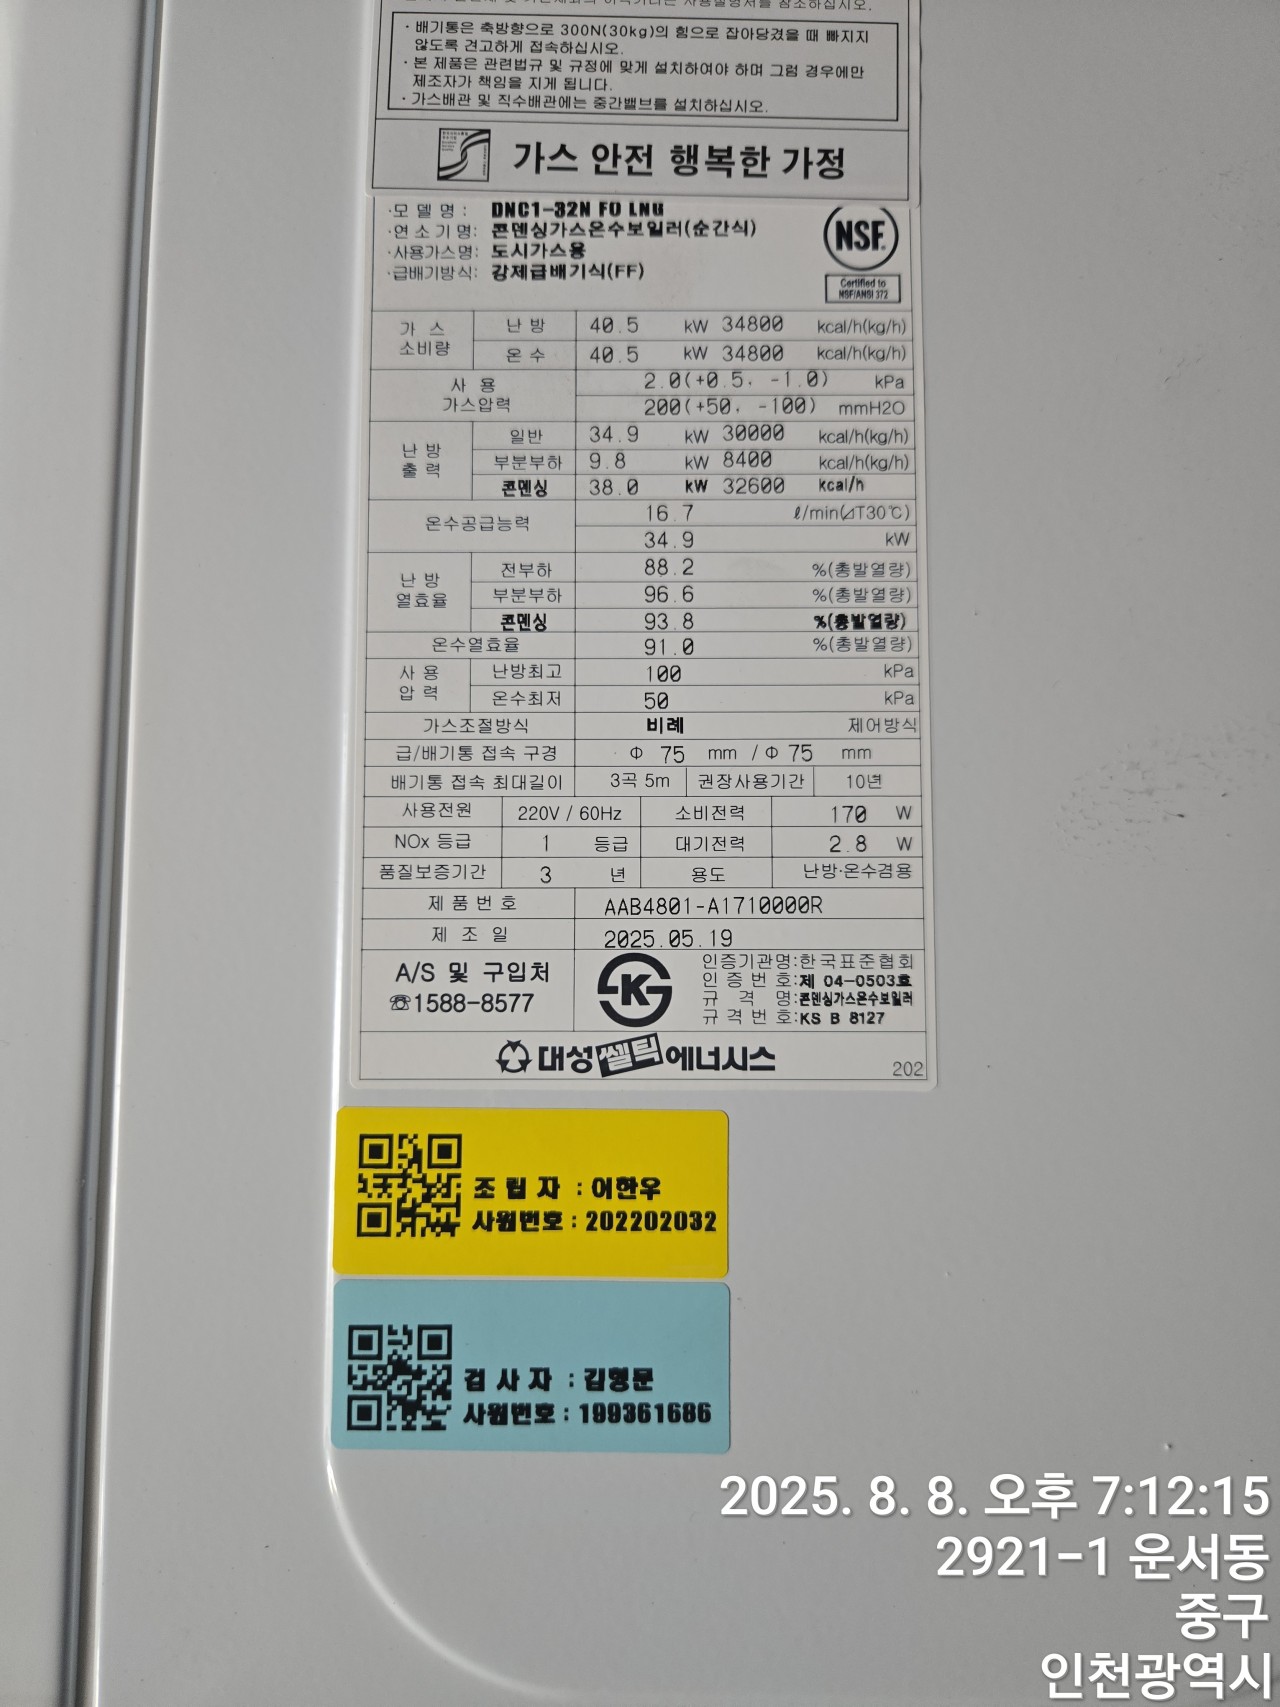 · 배기통은 축방향으로 300N(30kg)의 힘으로 잡아당겼을 때 빠지지
않도록 견고하게 접속하십시오.
· 본 제품은 관련법규 및 규정에 맞게 설치하여야 하며 그럼 경우에만
제조자가 책임을 지게 됩니다.
· 가스배관 및 직수배관에는 중간밸브를 설치하십시오.
가스 안전 행복한 가정
·모 델 명 : DNC1-32N FO LNG
·연 소 기 명: 콘덴싱가스온수보일러(순간식)
·사용가스명: 도시가스용
·급배기방식: 강제급배기식(FF)
NSF
Certified to
NSF/ANSI 372
가 스 소비량 난 방 40.5 kW 34800 kcal/h(kg/h)
온 수 40.5 kW 34800 kcal/h(kg/h)
사 용 가스압력 2.0(+0.5, -1.0) kPa
200(+50, -100) mmH2O
난 방 출 력 일반 34.9 kW 30000 kcal/h(kg/h)
부분부하 9.8 kW 8400 kcal/h(kg/h)
콘덴싱 38.0 kW 32600 kcal/h
온수공급능력 16.7 ℓ/min(⊿T30℃)
34.9 kW
난 방 열효율 전부하 88.2 %(총발열량)
부분부하 96.6 %(총발열량)
콘덴싱 93.8 %(총발열량)
온수열효율 91.0 %(총발열량)
사 용 압 력 난방최고 100 kPa
온수최저 50 kPa
가스조절방식 비례 제어방식
급/배기통 접속 구경 Φ 75 mm / Φ 75 mm
배기통 접속 최대길이 3곡 5m 권장사용기간 10년
사용전원 220V / 60Hz 소비전력 170 W
NOx 등급 1 등급 대기전력 2.8 W
품질보증기간 3 년 용도 난방·온수겸용
제 품 번 호 AAB4801-A1710000R
제 조 일 2025.05.19
A/S 및 구입처
☏1588-8577
인증기관명:한국표준협회
인 증 번 호:제 04-0503호
규 격 명:콘덴싱가스온수보일러
규 격 번 호:KS B 8127
대성쎌틱에너시스
202
조 립 자 : 어한우
사원번호 : 202202032
검 사 자 : 김형문
사원번호 : 199361686
2025. 8. 8. 오후 7:12:15
2921-1 운서동
중구
인천광역시